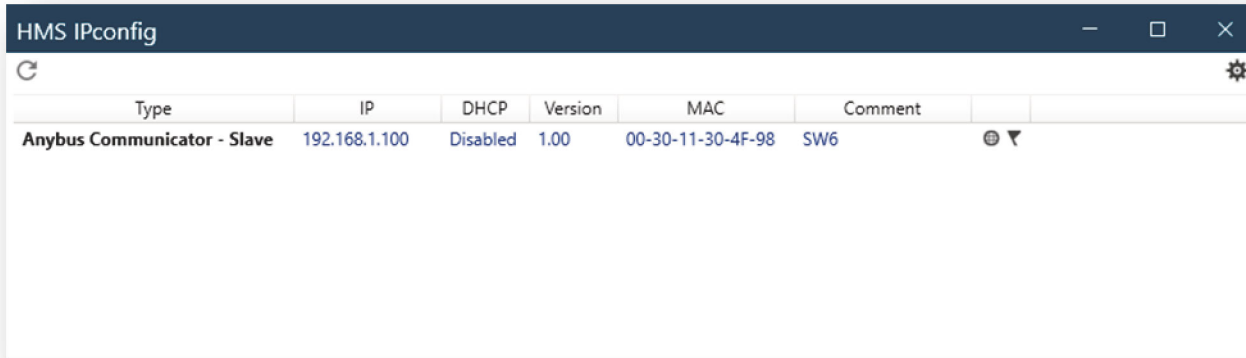 HMS IPconfig
Type IP DHCP Version MAC Comment
Anybus Communicator - Slave 192.168.1.100 Disabled 1.00 00-30-11-30-4F-98 SW6